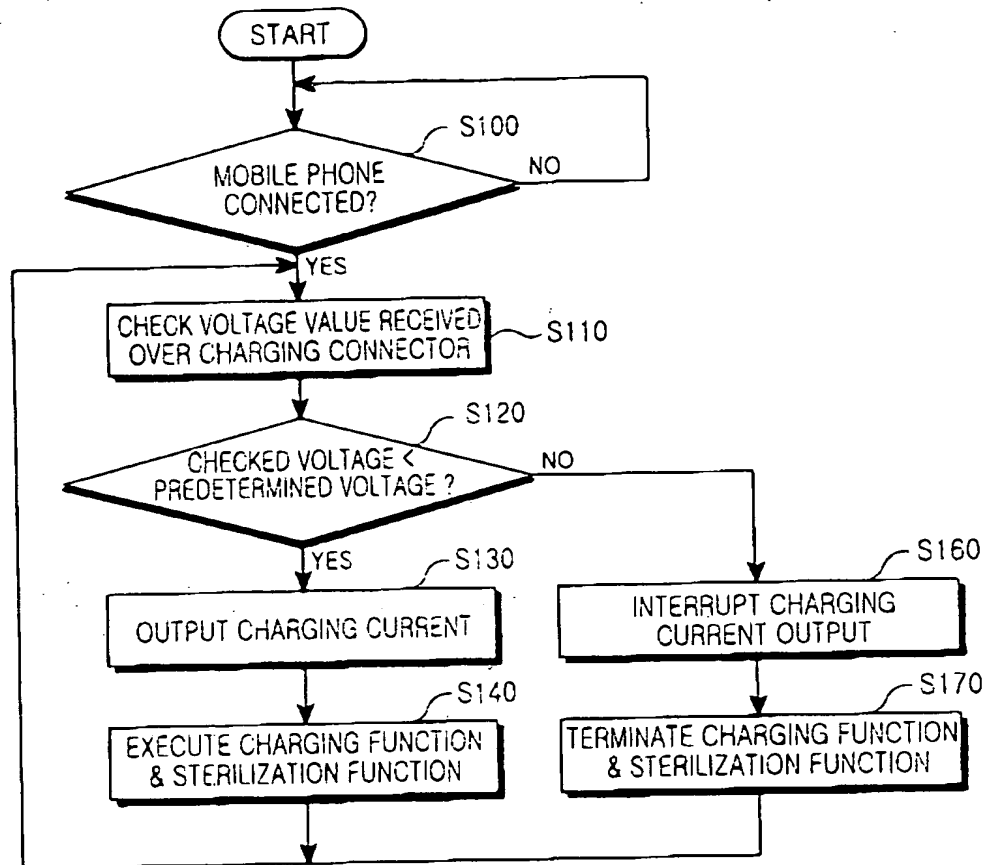 START
S100
MOBILE PHONE
CONNECTED?
NO
YES
CHECK VOLTAGE VALUE RECEIVED
OVER CHARGING CONNECTOR
S110
S120
CHECKED VOLTAGE <
PREDETERMINED VOLTAGE ?
NO
YES
S130
OUTPUT CHARGING CURRENT
S160
INTERRUPT CHARGING
CURRENT OUTPUT
S140
EXECUTE CHARGING FUNCTION
& STERILIZATION FUNCTION
S170
TERMINATE CHARGING FUNCTION
& STERILIZATION FUNCTION